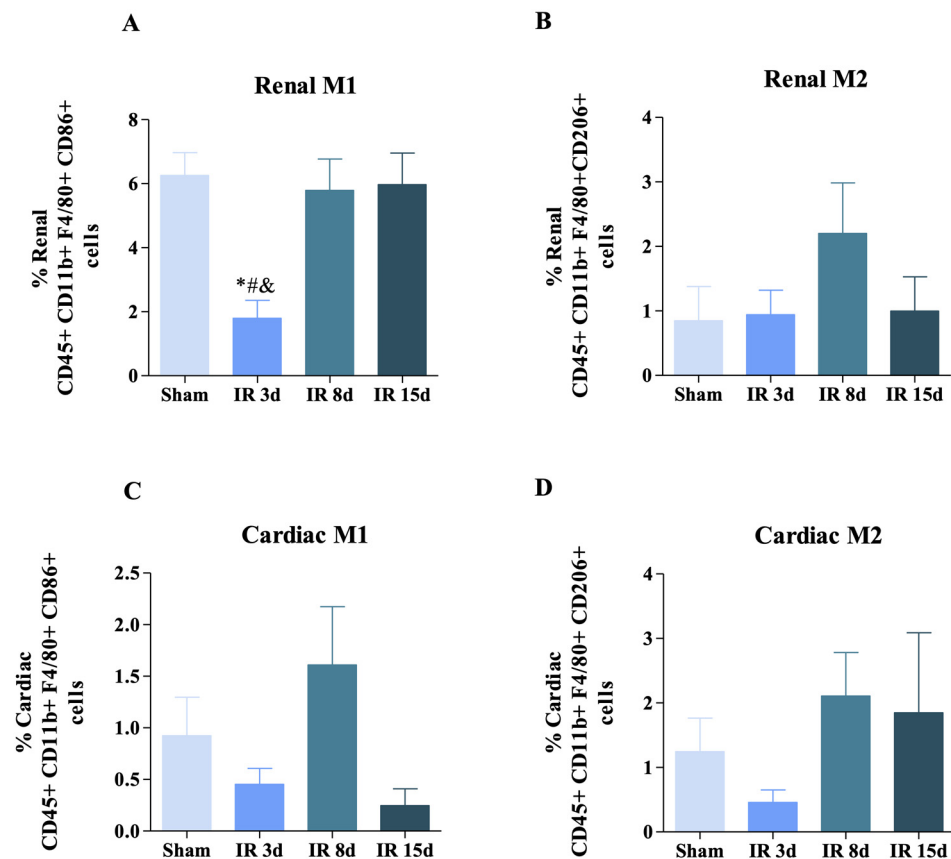 A
Renal M1
% Renal
CD45+ CD11b+ F4/80+ CD86+
cells
8
6
4
2
0
*#&
Sham IR 3d IR 8d IR 15d
B
Renal M2
% Renal
CD45+ CD11b+ F4/80+CD206+
cells
4
3
2
1
0
Sham IR 3d IR 8d IR 15d
C
Cardiac M1
% Cardiac
CD45+ CD11b+ F4/80+ CD86+
cells
2.5
2.0
1.5
1.0
0.5
0.0
Sham IR 3d IR 8d IR 15d
D
Cardiac M2
% Cardiac
CD45+ CD11b+ F4/80+ CD206+
cells
4
3
2
1
0
Sham IR 3d IR 8d IR 15d